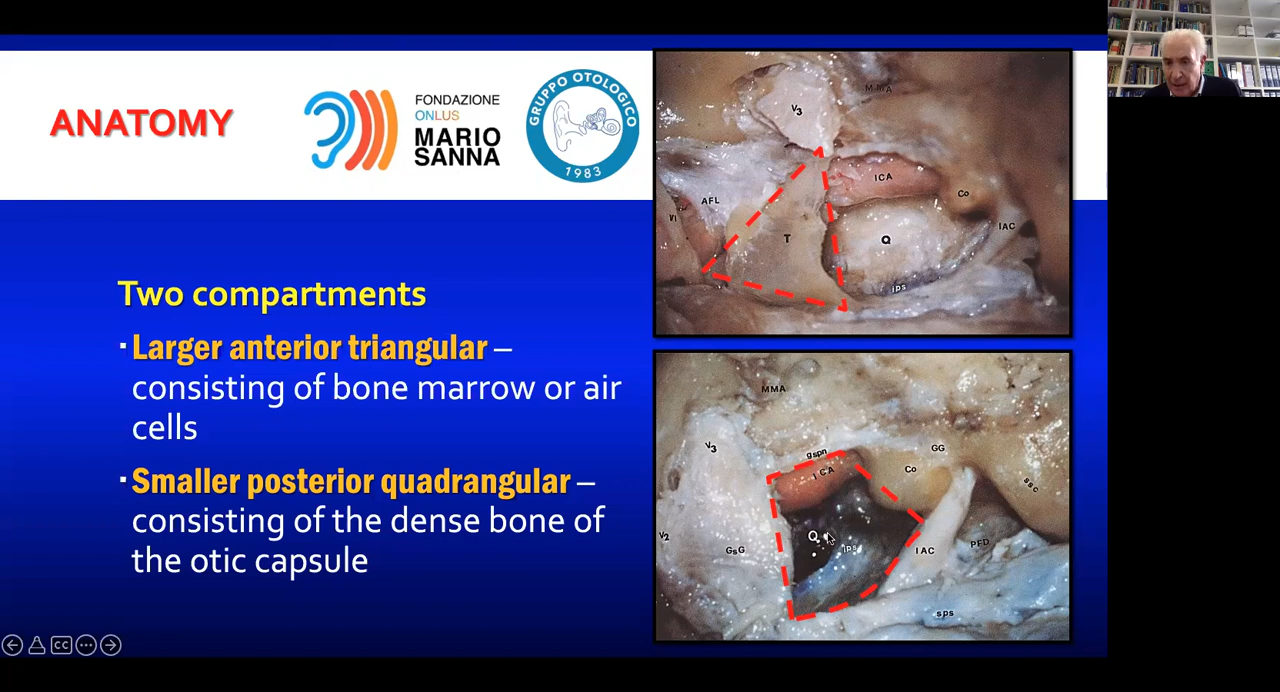 ANATOMY
FONDAZIONE
ONLUS
MARIO
SANNA
GRUPPO OTOLOGICO
1983
Two compartments
▪Larger anterior triangular –
consisting of bone marrow or air
cells
▪Smaller posterior quadrangular –
consisting of the dense bone of
the otic capsule
V3
MMA
ICA
Co
AFL
VI
IAC
T
Q
ips
MMA
V3
gspn
GG
ICA
Co
ssc
V2
Q
GsG
ips
IAC
PFD
sps
CC